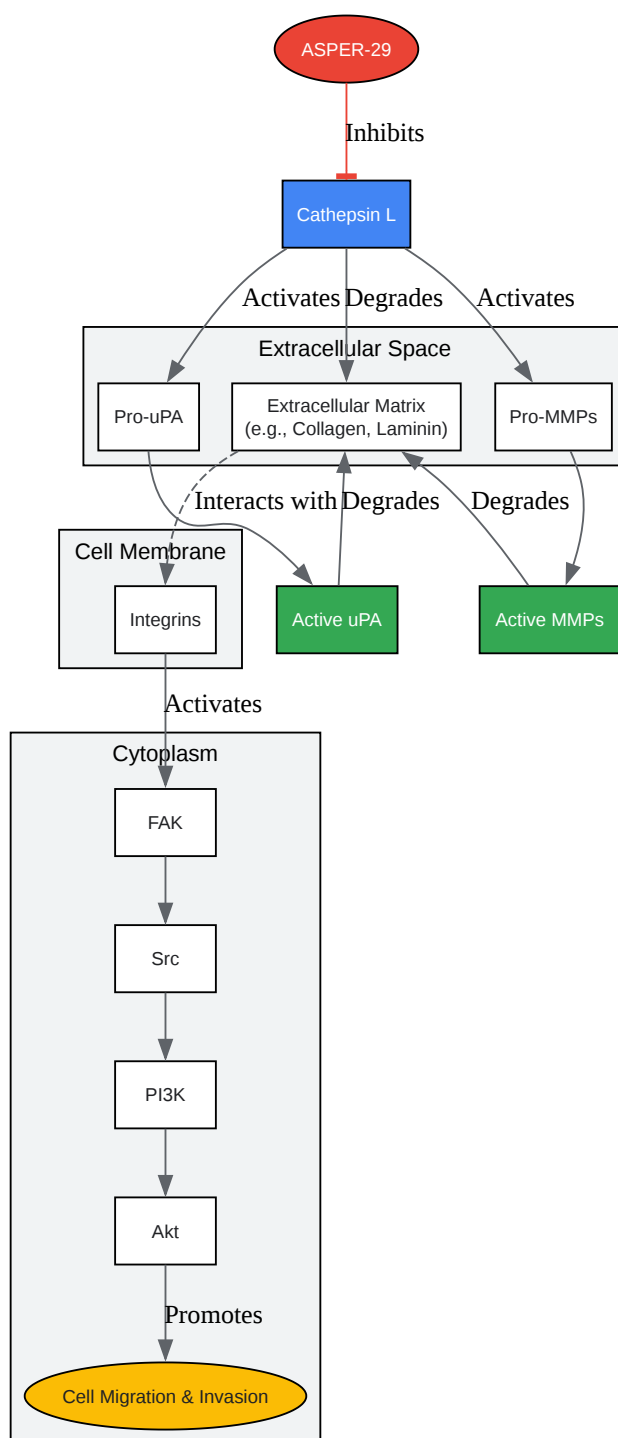 ASPER-29
Inhibits
Cathepsin L
Activates
Degrades
Activates
Extracellular Space
Pro-uPA
Extracellular Matrix
(e.g., Collagen, Laminin)
Pro-MMPs
Interacts with
Degrades
Degrades
Cell Membrane
Integrins
Active uPA
Active MMPs
Activates
Cytoplasm
FAK
Src
PI3K
Akt
Promotes
Cell Migration & Invasion